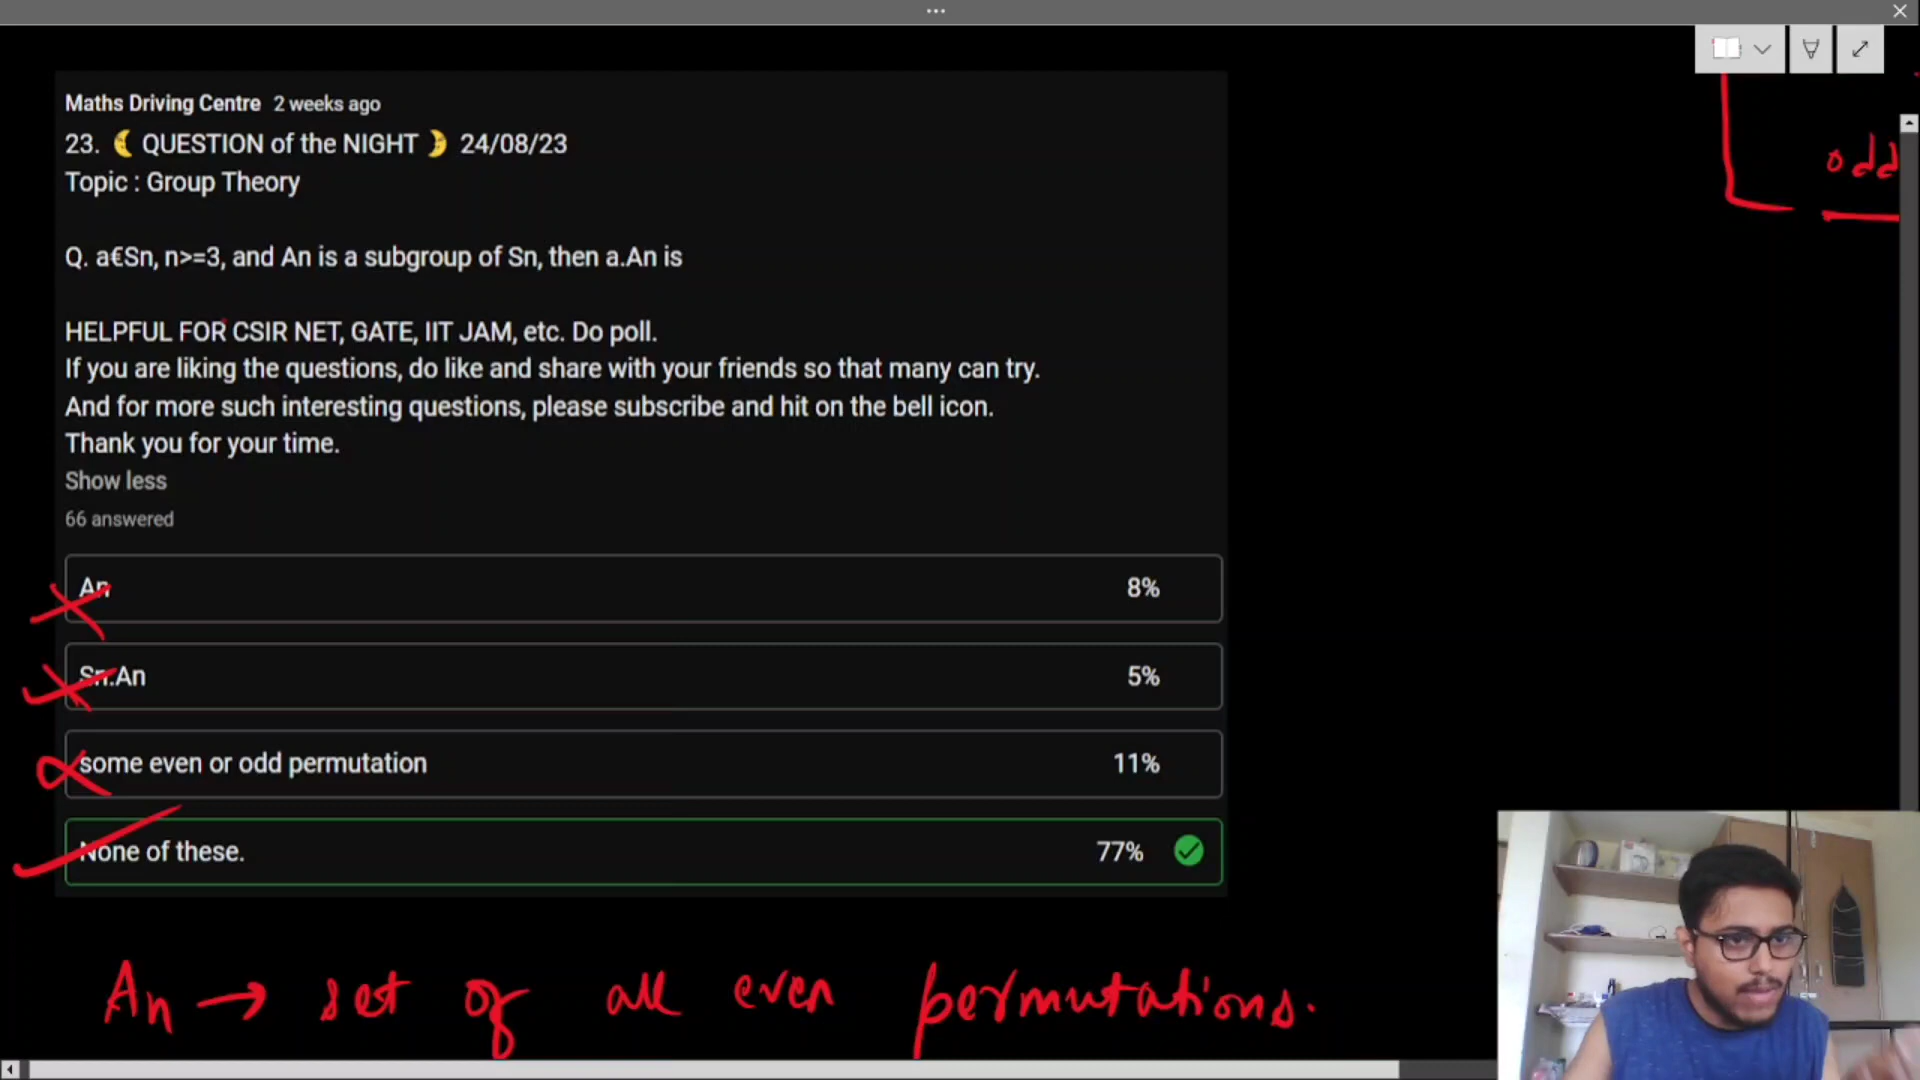 odd
Maths Driving Centre 2 weeks ago
23. 🌜 QUESTION of the NIGHT 🌛 24/08/23
Topic : Group Theory
Q. a€Sn, n>=3, and An is a subgroup of Sn, then a.An is
HELPFUL FOR CSIR NET, GATE, IIT JAM, etc. Do poll.
If you are liking the questions, do like and share with your friends so that many can try.
And for more such interesting questions, please subscribe and hit on the bell icon.
Thank you for your time.
Show less
66 answered
An 8%
Sn.An 5%
some even or odd permutation 11%
None of these. 77%
An → set of all even permutations.